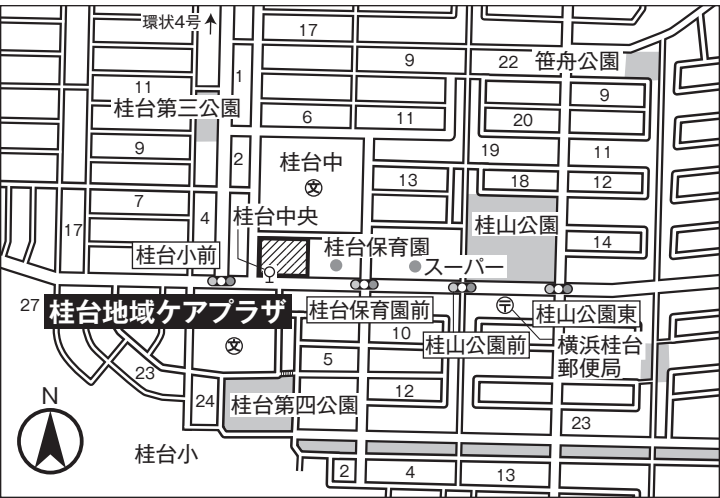 環状4号
17
9
22
笹舟公園
1
11
桂台第三公園
9
6
11
20
9
2
桂台中
文
19
11
13
18
12
7
4
17
桂台中央
桂山公園
桂台小前
桂台保育園
スーパー
14
27
桂台地域ケアプラザ
桂台保育園前
〒
桂山公園東
文
10
桂山公園前
横浜桂台
郵便局
5
23
24
桂台第四公園
12
23
N
桂台小
2
4
13